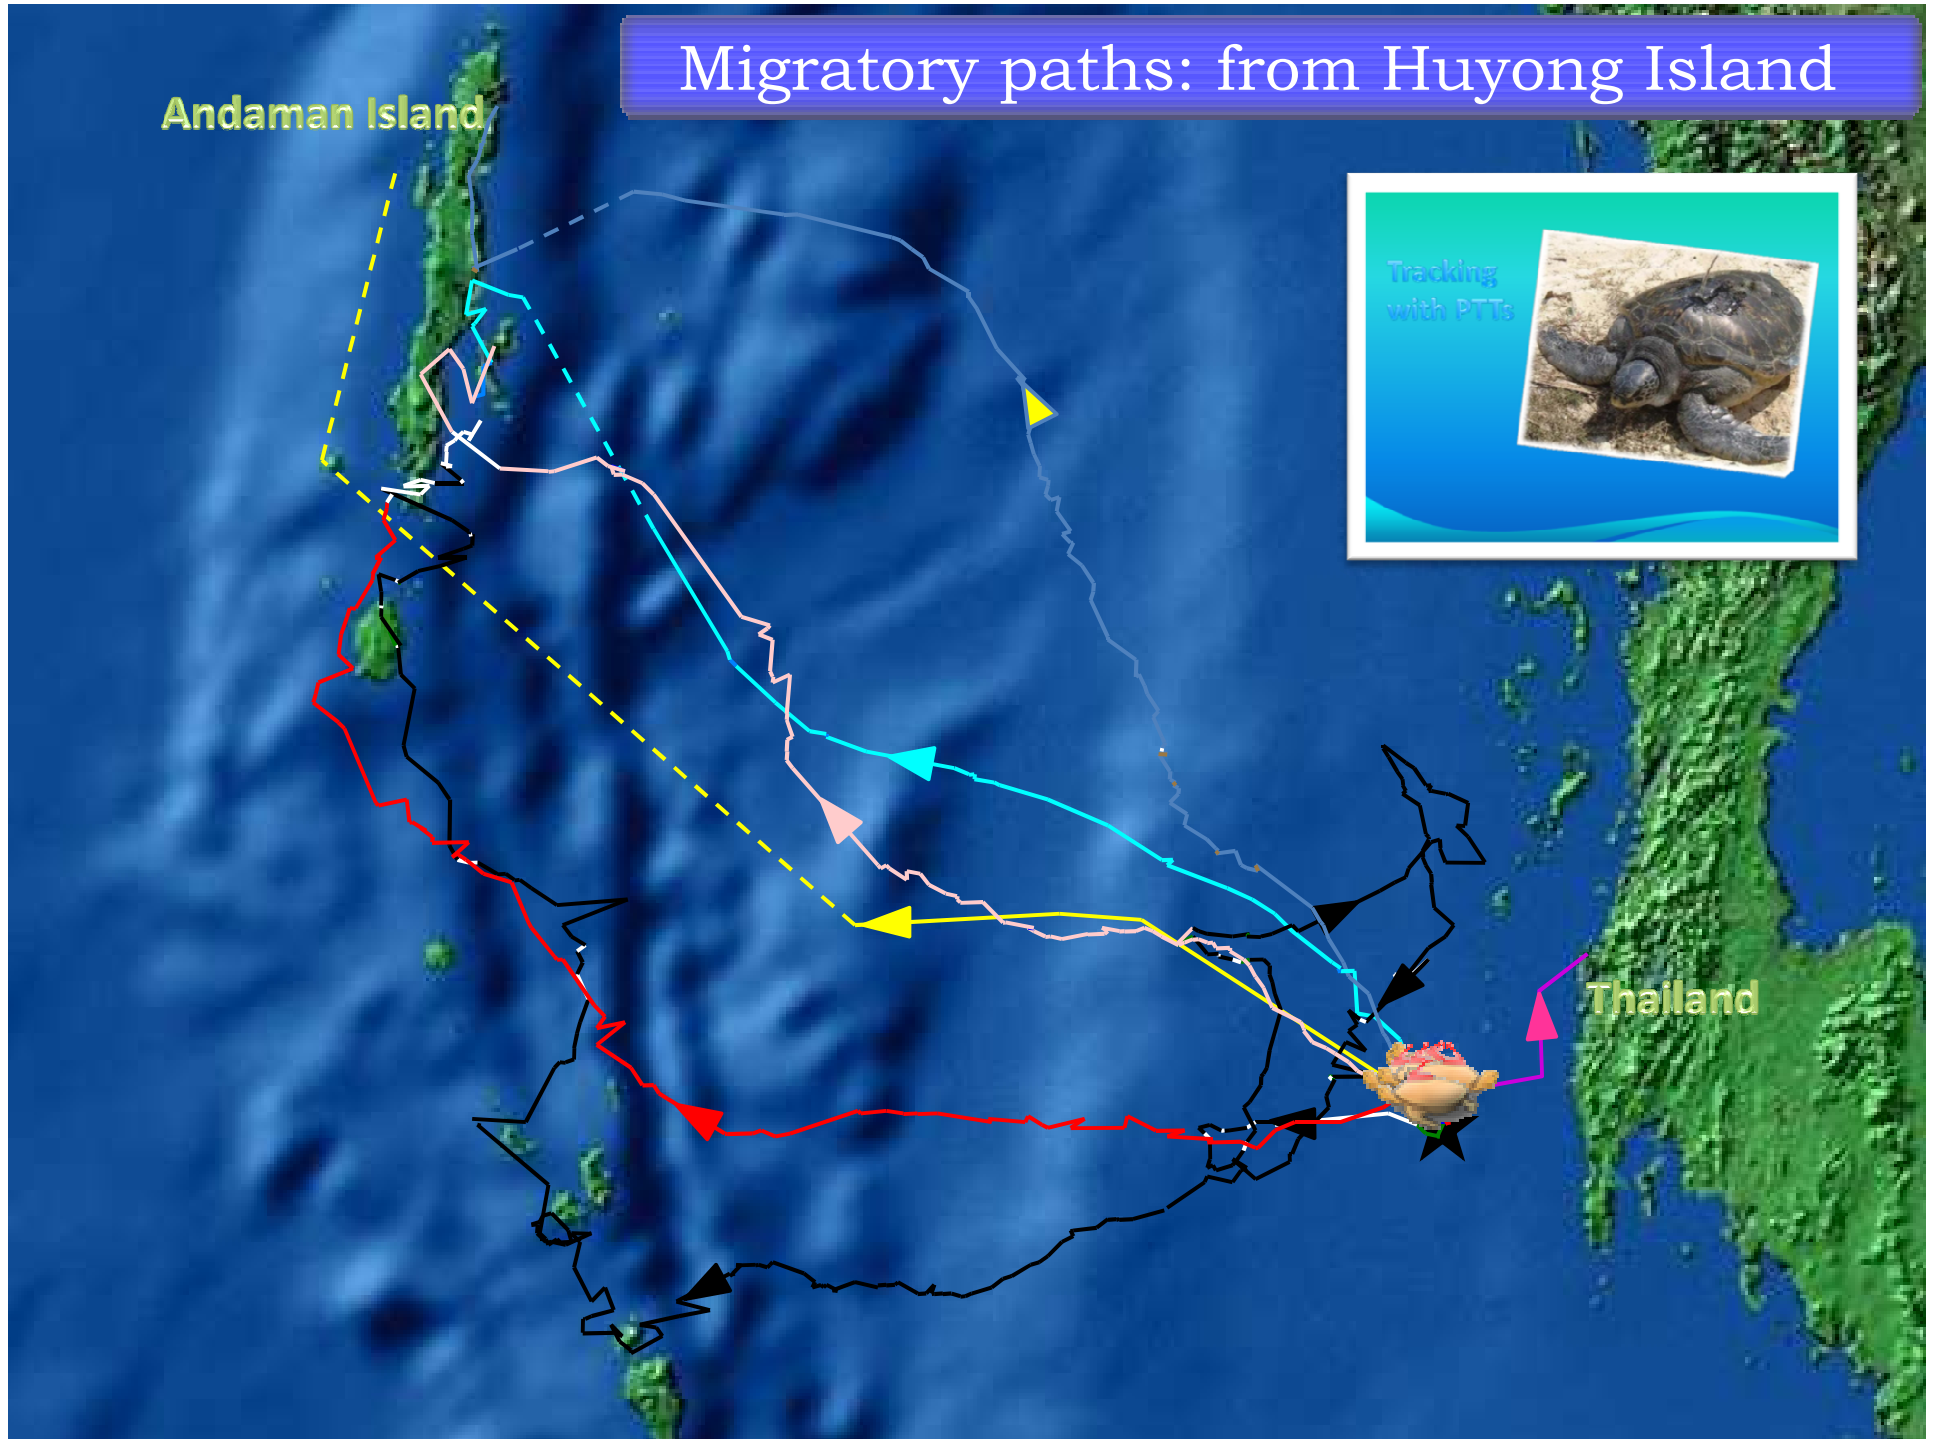 Migratory paths: from Huyong Island
Andaman Island
Tracking
with PTTs
Thailand